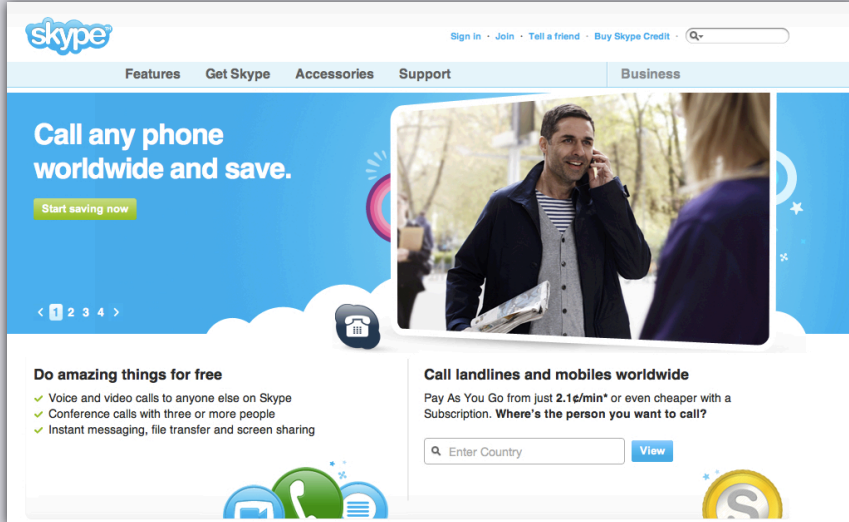 skype
Sign in · Join · Tell a friend · Buy Skype Credit ·
Features Get Skype Accessories Support Business
Call any phone
worldwide and save.
Start saving now
1 2 3 4
Do amazing things for free
Voice and video calls to anyone else on Skype
Conference calls with three or more people
Instant messaging, file transfer and screen sharing
Call landlines and mobiles worldwide
Pay As You Go from just 2.1¢/min* or even cheaper with a
Subscription. Where's the person you want to call?
Enter Country
View
S